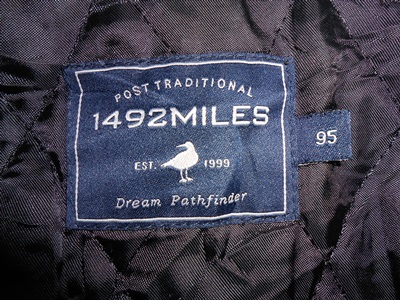 POST TRADITIONAL
1492MILES
EST. 1999
Dream Pathfinder
95